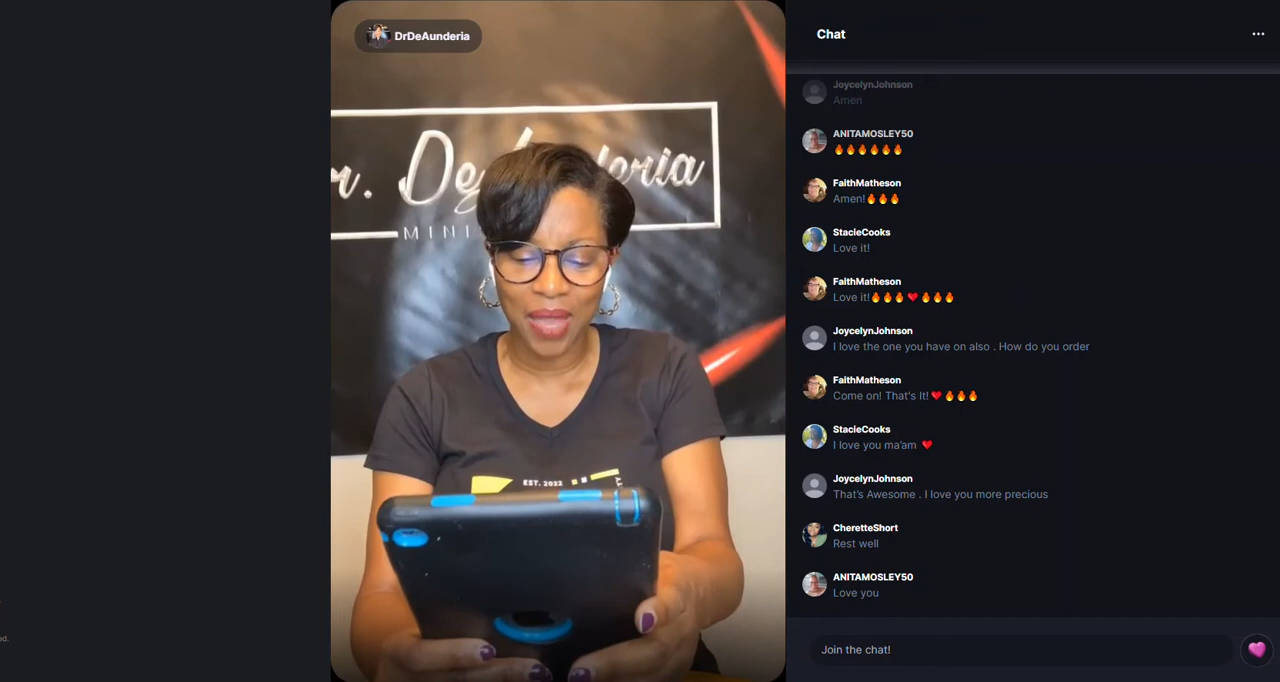 DrDeAunderia
r. De
deria
MINI
EST. 2022
Chat
JoycelynJohnson
Amen
ANITAMOSLEY50
🔥🔥🔥🔥🔥🔥
FaithMatheson
Amen!🔥🔥🔥
StacieCooks
Love it!
FaithMatheson
Love it!🔥🔥🔥❤️🔥🔥🔥
JoycelynJohnson
I love the one you have on also . How do you order
FaithMatheson
Come on! That's It!❤️🔥🔥🔥
StacieCooks
I love you ma'am ❤️
JoycelynJohnson
That's Awesome . I love you more precious
CheretteShort
Rest well
ANITAMOSLEY50
Love you
Join the chat!